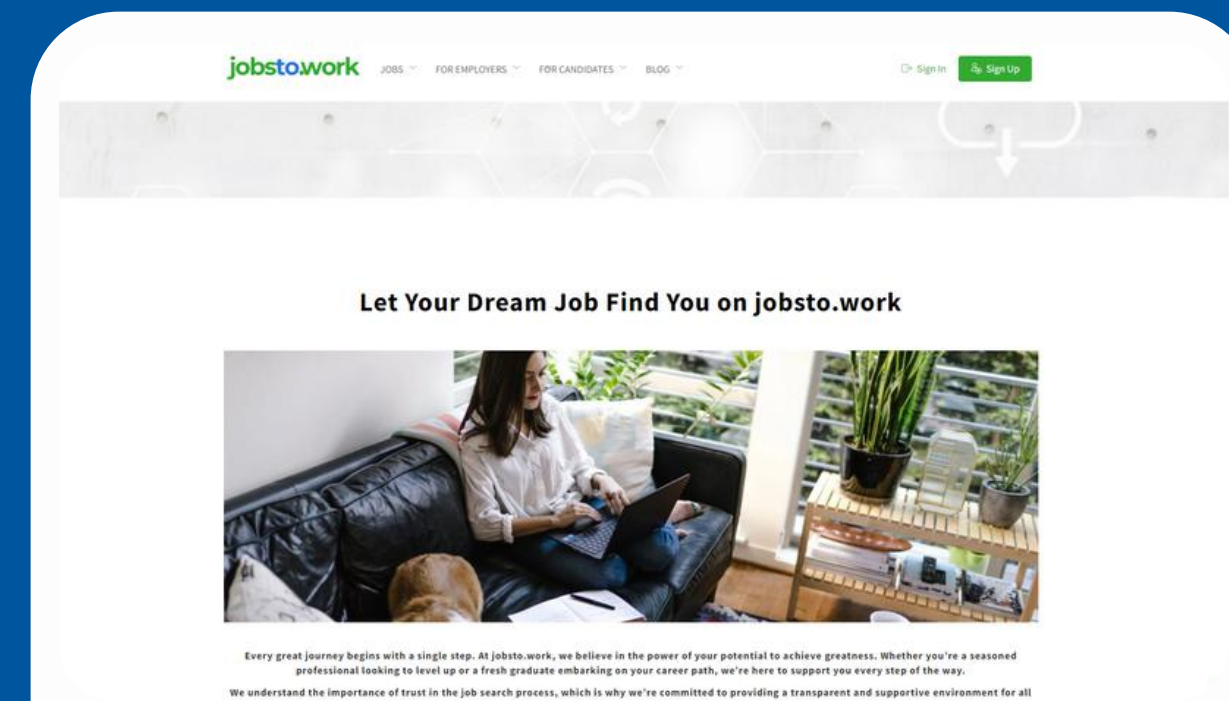 jobsto.work JOBS FOR EMPLOYERS FOR CANDIDATES BLOG Sign In Sign Up
Let Your Dream Job Find You on jobsto.work
Every great journey begins with a single step. At jobsto.work, we believe in the power of your potential to achieve greatness. Whether you're a seasoned
professional looking to level up or a fresh graduate embarking on your career path, we're here to support you every step of the way.
We understand the importance of trust in the job search process, which is why we're committed to providing a transparent and supportive environment for all